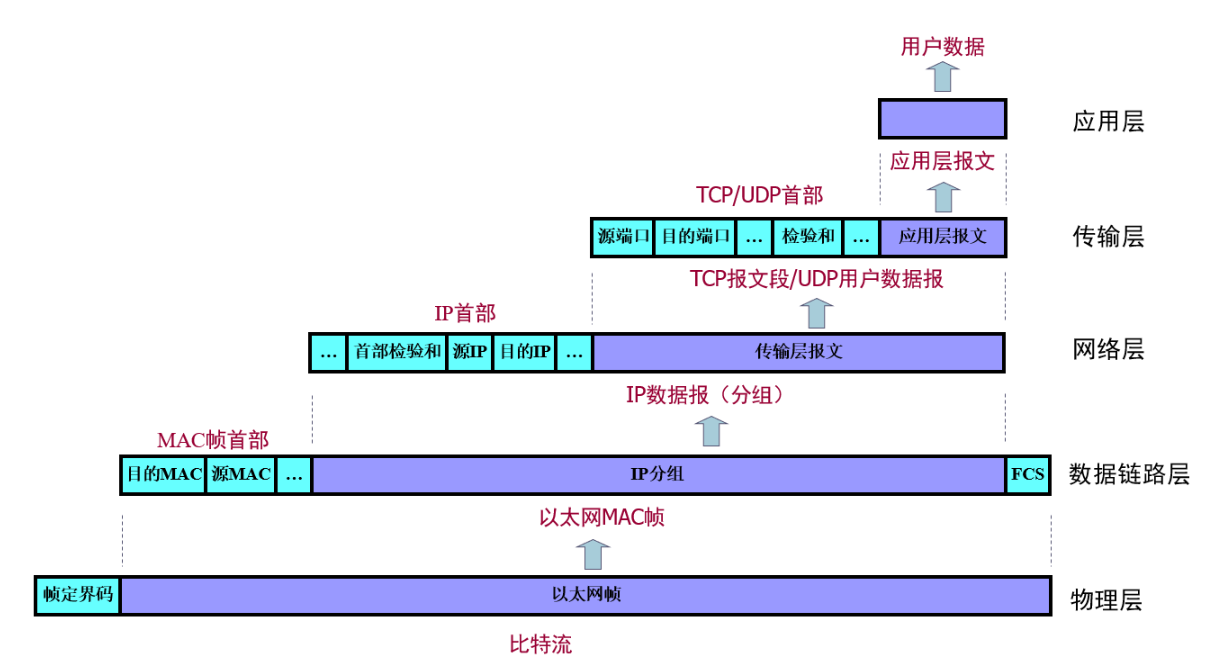 用户数据
应用层
应用层报文
TCP/UDP首部
源端口 目的端口 … 检验和 … 应用层报文 传输层
TCP报文段/UDP用户数据报
IP首部
… 首部检验和 源IP 目的IP … 传输层报文 网络层
IP数据报（分组）
MAC帧首部
目的MAC 源MAC … IP分组 FCS 数据链路层
以太网MAC帧
帧定界码 以太网帧 物理层
比特流